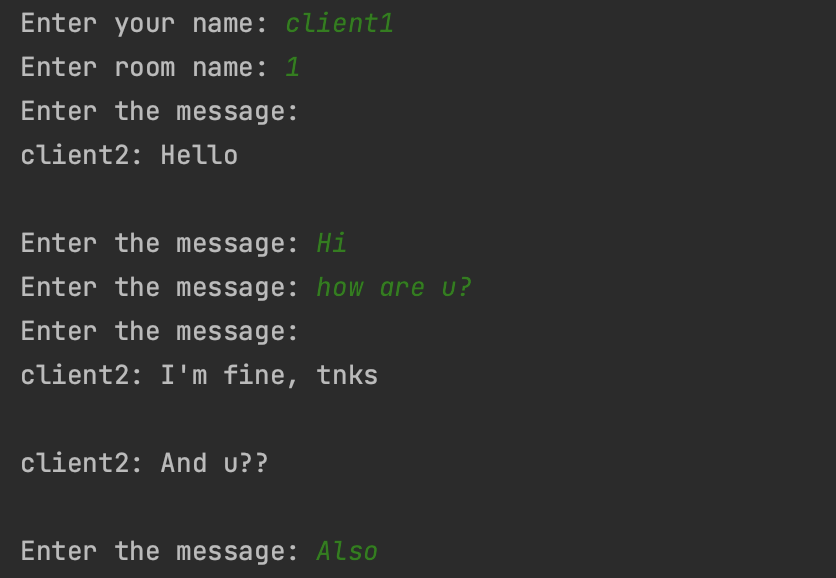 Enter your name: client1
Enter room name: 1
Enter the message:
client2: Hello
Enter the message: Hi
Enter the message: how are u?
Enter the message:
client2: I'm fine, tnks
client2: And u??
Enter the message: Also